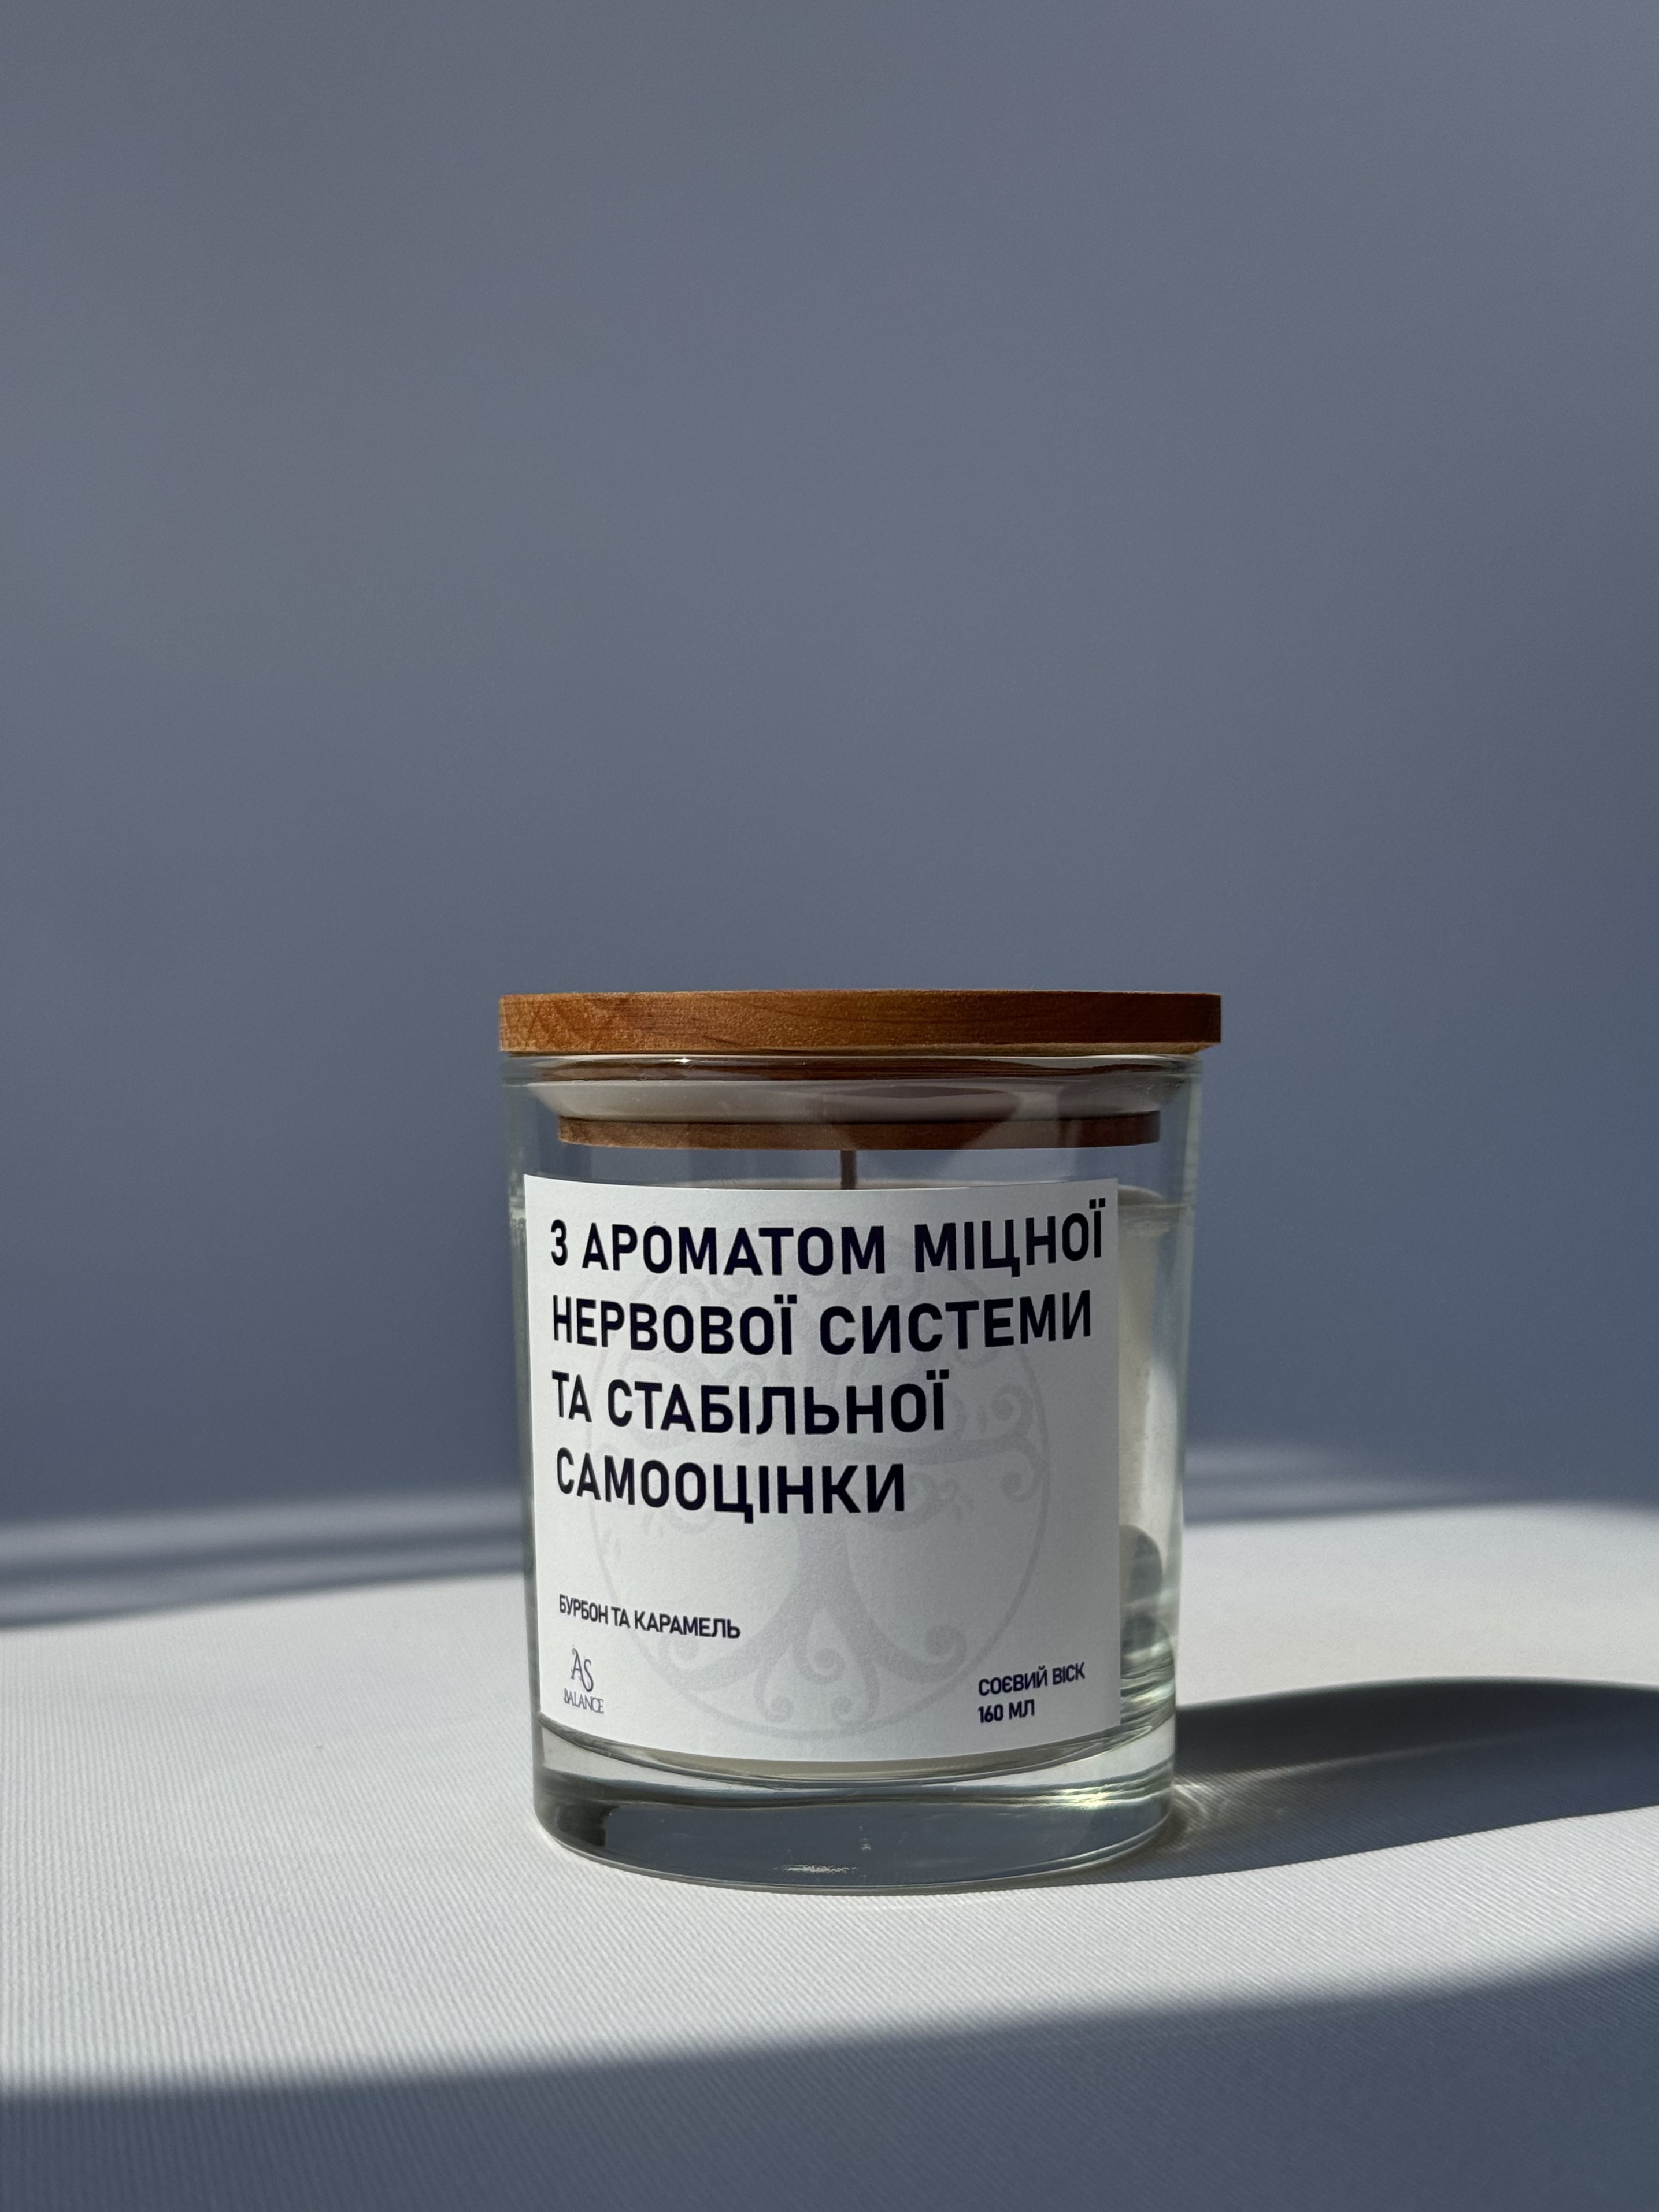 З АРОМАТОМ МІЦНОЇ
НЕРВОВОЇ СИСТЕМИ
ТА СТАБІЛЬНОЇ
САМООЦІНКИ
БУРБОН ТА КАРАМЕЛЬ
AS
BALANCE
СОЄВИЙ ВІСК
160 МЛ